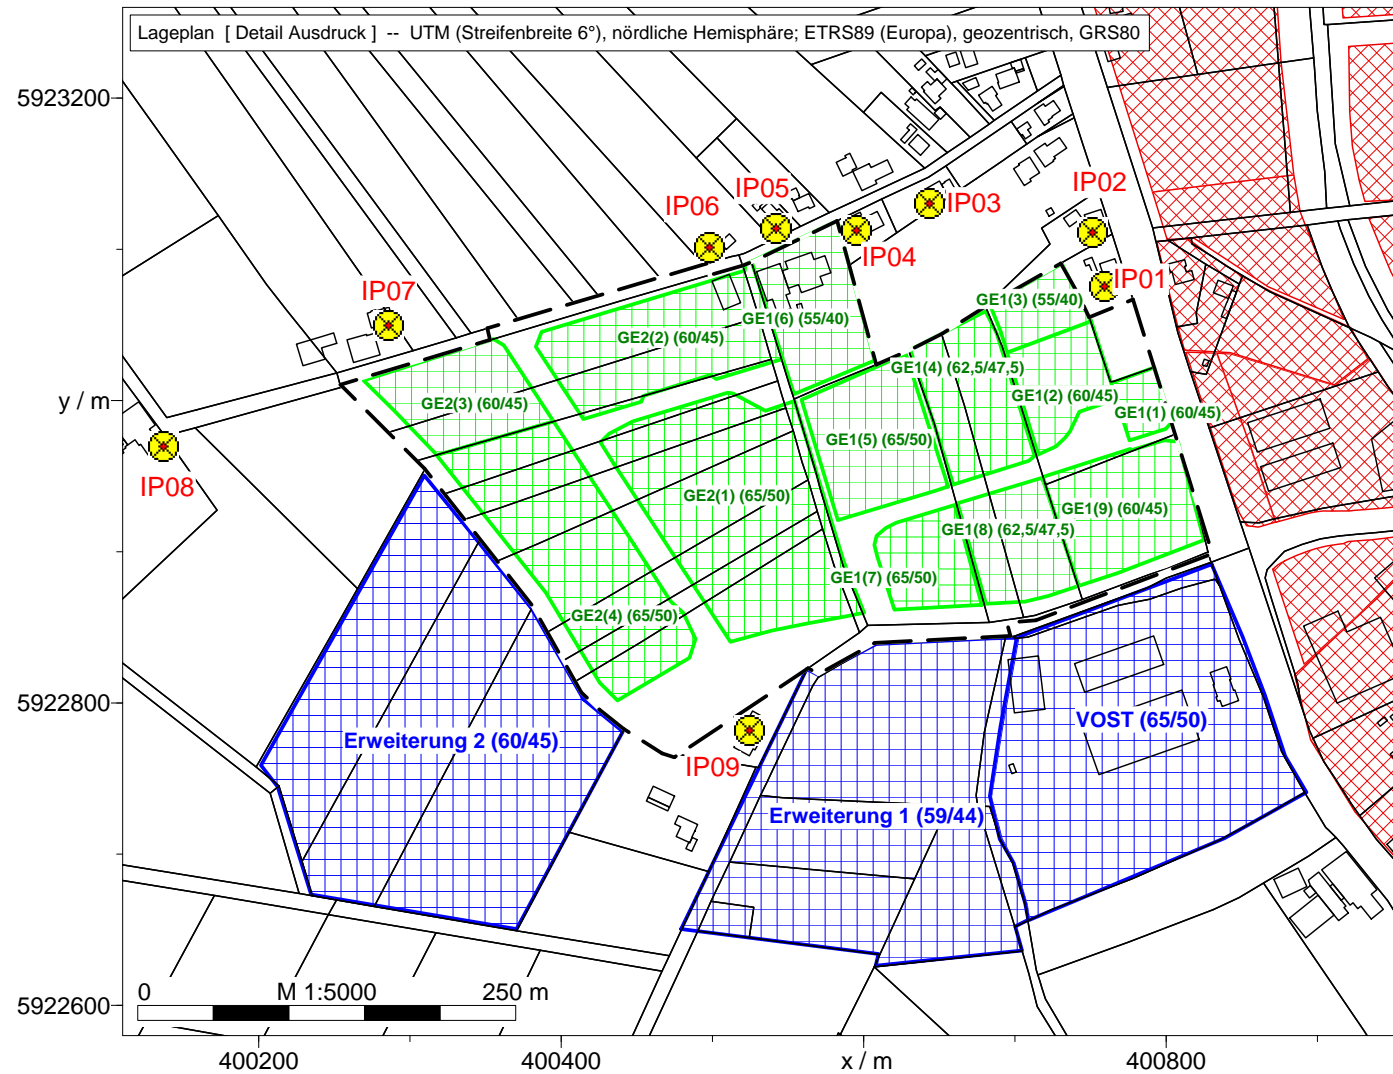 Lageplan [ Detail Ausdruck ] -- UTM (Streifenbreite 6°), nördliche Hemisphäre; ETRS89 (Europa), geozentrisch, GRS80
5923200
IP05
IP02
IP06
IP03
IP04
IP01
IP07
GE1(3) (55/40)
GE1(6) (55/40)
GE2(2) (60/45)
GE1(4) (62,5/47,5)
y / m
GE2(3) (60/45)
GE1(2) (60/45)
GE1(1) (60/45)
GE1(5) (65/50)
IP08
GE2(1) (65/50)
GE1(9) (60/45)
GE1(8) (62,5/47,5)
GE1(7) (65/50)
GE2(4) (65/50)
5922800
VOST (65/50)
Erweiterung 2 (60/45)
IP09
Erweiterung 1 (59/44)
0 M 1:5000 250 m
5922600
400200 400400 x / m 400800